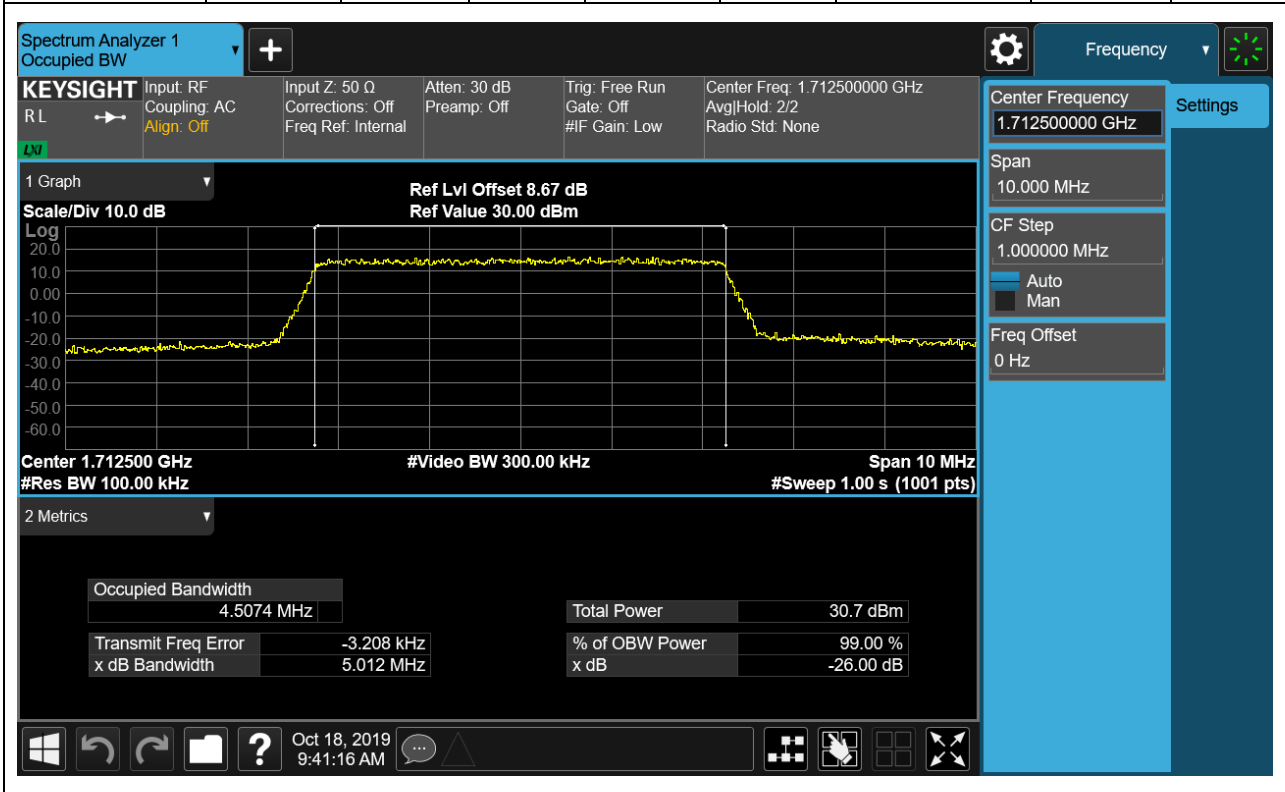 Spectrum Analyzer 1
Occupied BW
Frequency
KEYSIGHT
R L
LXI
Input: RF
Coupling: AC
Align: Off
Input Z: 50 Ω
Corrections: Off
Freq Ref: Internal
Atten: 30 dB
Preamp: Off
Trig: Free Run
Gate: Off
#IF Gain: Low
Center Freq: 1.712500000 GHz
Avg|Hold: 2/2
Radio Std: None
Center Frequency
1.712500000 GHz
Settings
Span
10.000 MHz
CF Step
1.000000 MHz
Auto
Man
Freq Offset
0 Hz
1 Graph
Ref Lvl Offset 8.67 dB
Scale/Div 10.0 dB
Ref Value 30.00 dBm
Log
20.0
10.0
0.00
-10.0
-20.0
-30.0
-40.0
-50.0
-60.0
Center 1.712500 GHz
#Video BW 300.00 kHz
Span 10 MHz
#Res BW 100.00 kHz
#Sweep 1.00 s (1001 pts)
2 Metrics
Occupied Bandwidth
4.5074 MHz
Total Power 30.7 dBm
Transmit Freq Error -3.208 kHz
% of OBW Power 99.00 %
x dB Bandwidth 5.012 MHz
x dB -26.00 dB
Oct 18, 2019
9:41:16 AM